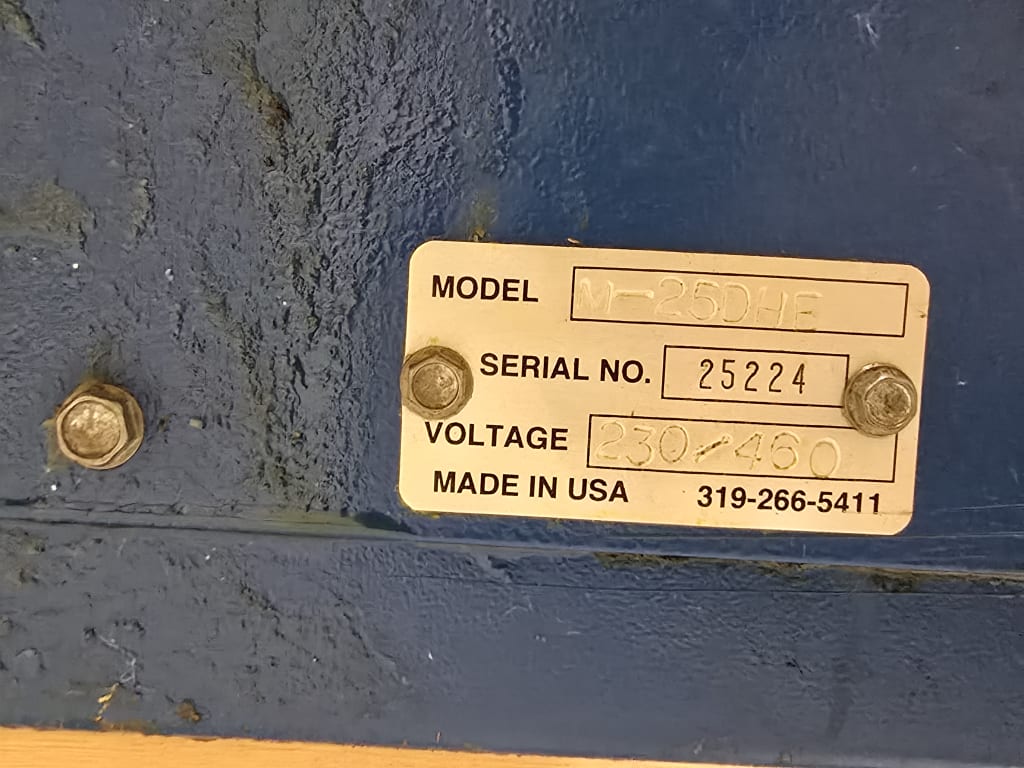 MODEL M-25DHE
SERIAL NO. 25224
VOLTAGE 230/460
MADE IN USA 319-266-5411